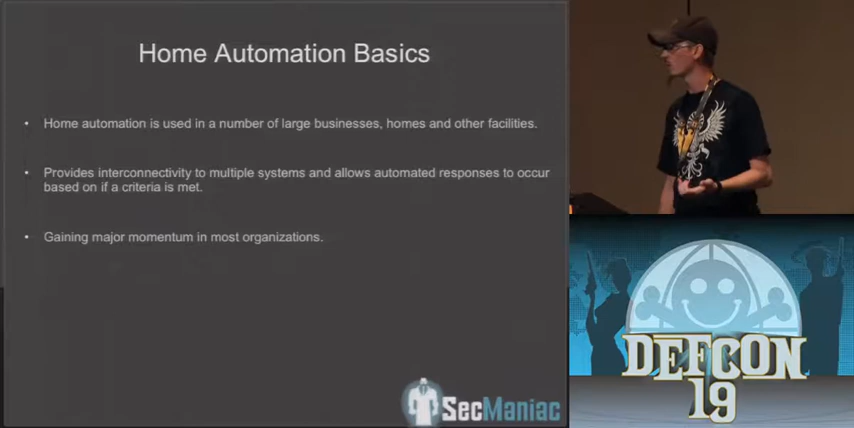 Home Automation Basics
• Home automation is used in a number of large businesses, homes and other facilities.
• Provides interconnectivity to multiple systems and allows automated responses to occur
based on if a criteria is met.
• Gaining major momentum in most organizations.
SecManiac
DEFCON
19